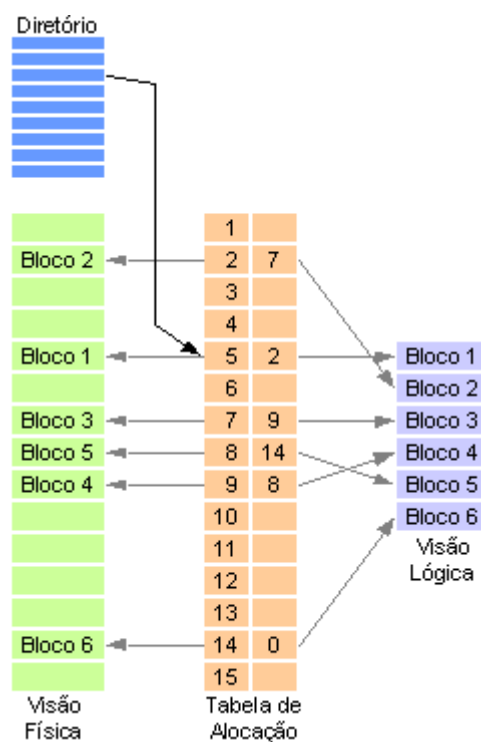 Diretório
1
Bloco 2 2 7
3
4
Bloco 1 5 2 Bloco 1
6 Bloco 2
Bloco 3 7 9 Bloco 3
Bloco 5 8 14 Bloco 4
Bloco 4 9 8 Bloco 5
10 Bloco 6
11 Visão
12 Lógica
13
Bloco 6 14 0
15
Visão Tabela de
Física Alocação